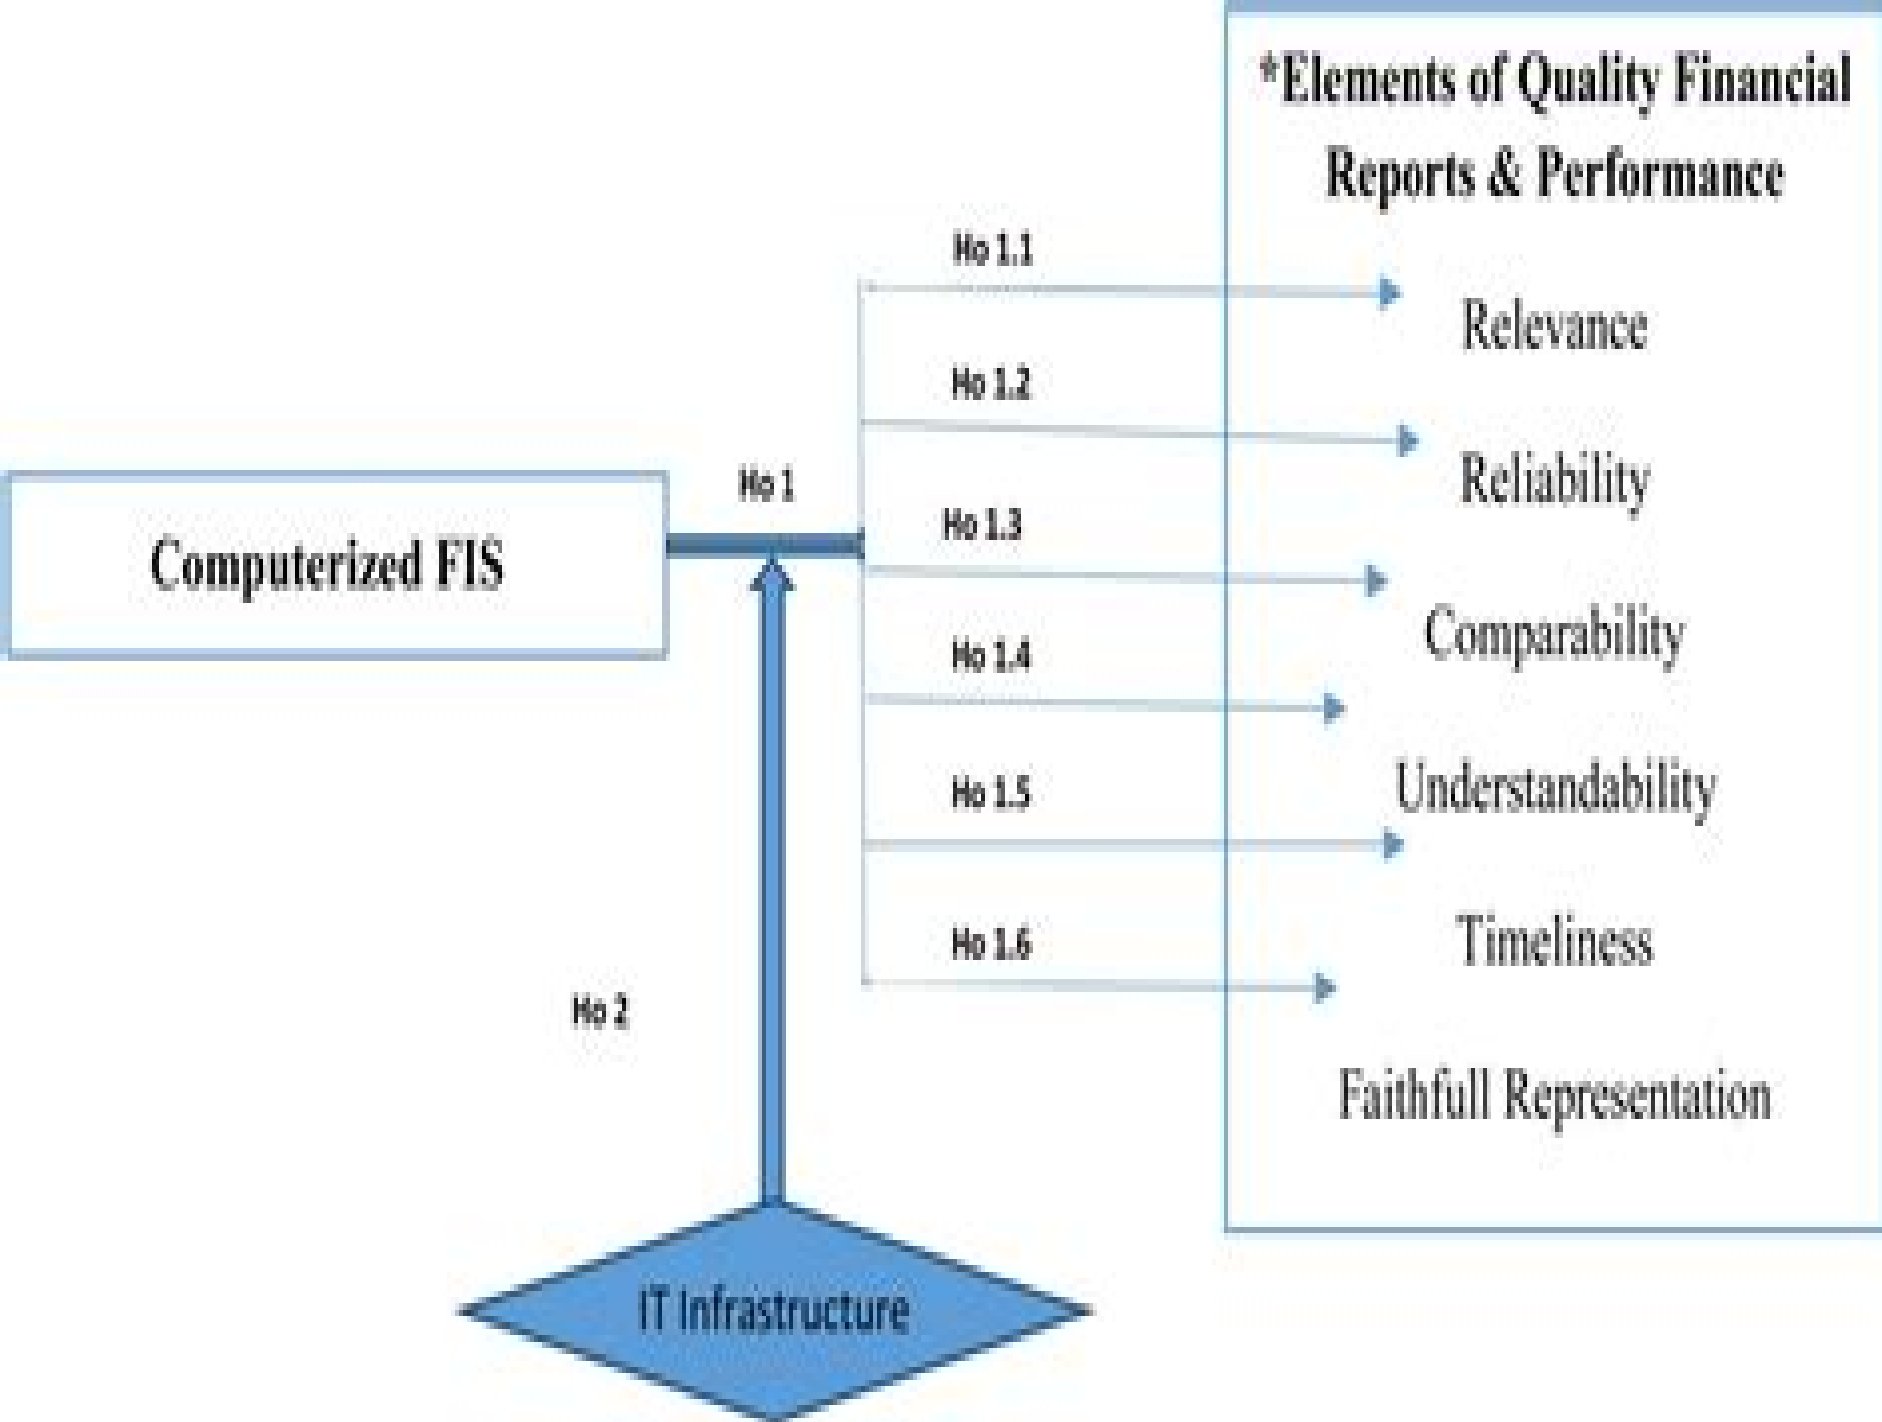 *Elements of Quality Financial
Reports & Performance
Ho 1.1
Relevance
Ho 1.2
Reliability
Ho 1
Ho 1.3
Computerized FIS
Comparability
Ho 1.4
Understandability
Ho 1.5
Timeliness
Ho 1.6
Ho 2
Faithfull Representation
IT Infrastructure